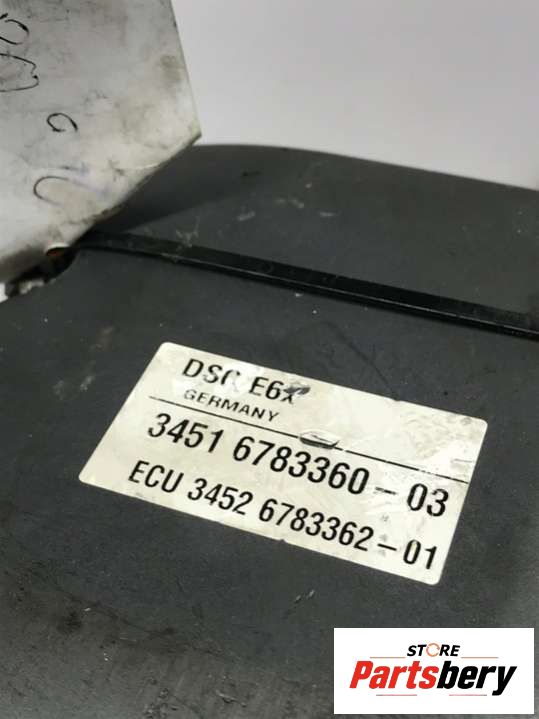 DSC E6X
GERMANY
3451 6783360-03
ECU 3452 6783362-01
STORE
Partsbery